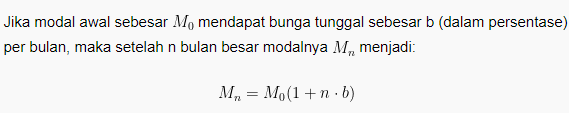 Jika modal awal sebesar M₀ mendapat bunga tunggal sebesar b (dalam persentase)
per bulan, maka setelah n bulan besar modalnya Mₙ menjadi:
Mₙ = M₀(1 + n · b)